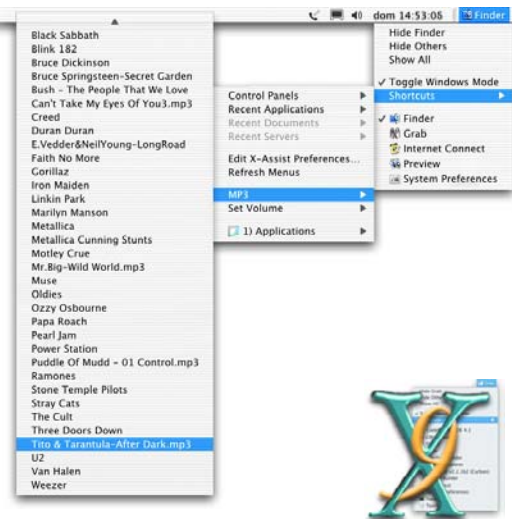 dom 14:53:05 Finder
Hide Finder
Hide Others
Show All
✓ Toggle Windows Mode
Shortcuts
✓ Finder
Grab
Internet Connect
Preview
System Preferences
Control Panels
Recent Applications
Recent Documents
Recent Servers
Edit X-Assist Preferences...
Refresh Menus
MP3
Set Volume
1) Applications
Black Sabbath
Blink 182
Bruce Dickinson
Bruce Springsteen-Secret Garden
Bush - The People That We Love
Can't Take My Eyes Of You3.mp3
Creed
Duran Duran
E.Vedder&NeilYoung-LongRoad
Faith No More
Gorillaz
Iron Maiden
Linkin Park
Marilyn Manson
Metallica
Metallica Cunning Stunts
Motley Crue
Mr.Big-Wild World.mp3
Muse
Oldies
Ozzy Osbourne
Papa Roach
Pearl Jam
Power Station
Puddle Of Mudd - 01 Control.mp3
Ramones
Stone Temple Pilots
Stray Cats
The Cult
Three Doors Down
Tito & Tarantula-After Dark.mp3
U2
Van Halen
Weezer
X9